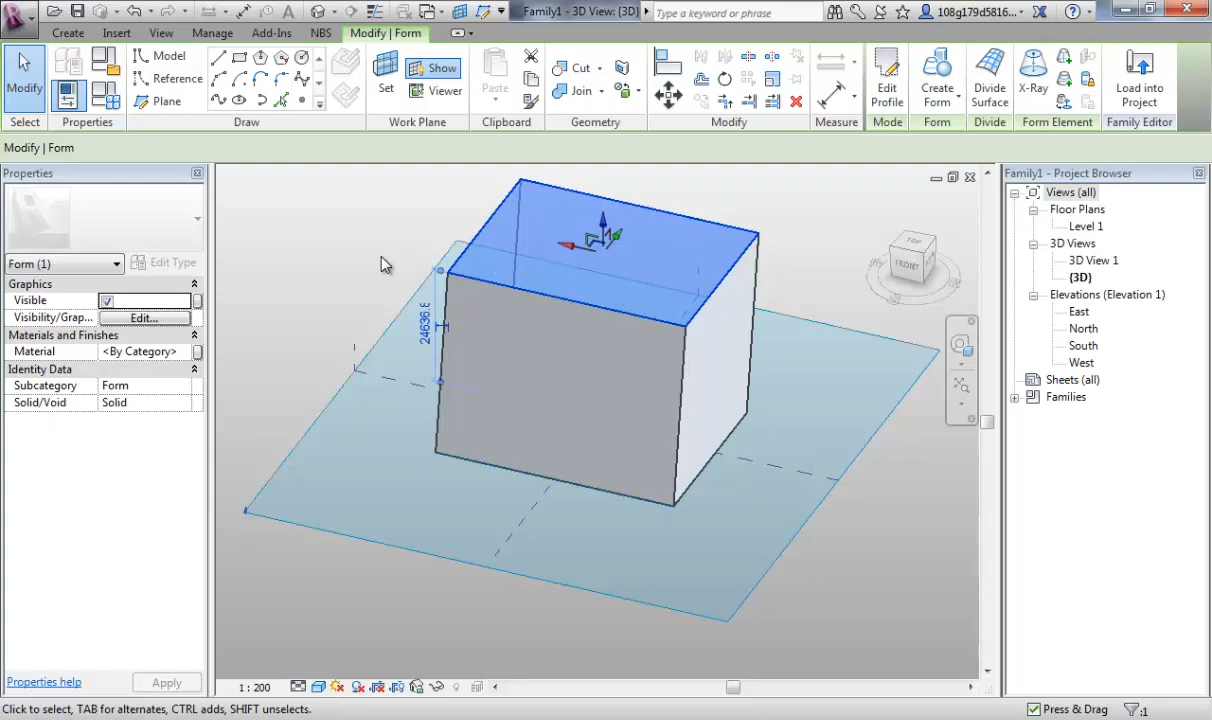 Family1 - 3D View: {3D}
Type a keyword or phrase
108g179d5816...
Create Insert View Manage Add-Ins NBS Modify | Form
Modify
Model
Reference
Plane
Set
Show
Viewer
Paste
Cut
Join
Edit Profile
Create Form
Divide Surface
X-Ray
Load into Project
Select Properties Draw Work Plane Clipboard Geometry Modify Measure Mode Form Divide Form Element Family Editor
Modify | Form
Properties
Form (1)
Edit Type
Graphics
Visible
Visibility/Grap... Edit...
Materials and Finishes
Material <By Category>
Identity Data
Subcategory Form
Solid/Void Solid
Properties help
Apply
24636.8
TOP
FRONT
1 : 200
Family1 - Project Browser
Views (all)
Floor Plans
Level 1
3D Views
3D View 1
{3D}
Elevations (Elevation 1)
East
North
South
West
Sheets (all)
Families
Click to select, TAB for alternates, CTRL adds, SHIFT unselects.
Press & Drag
:1